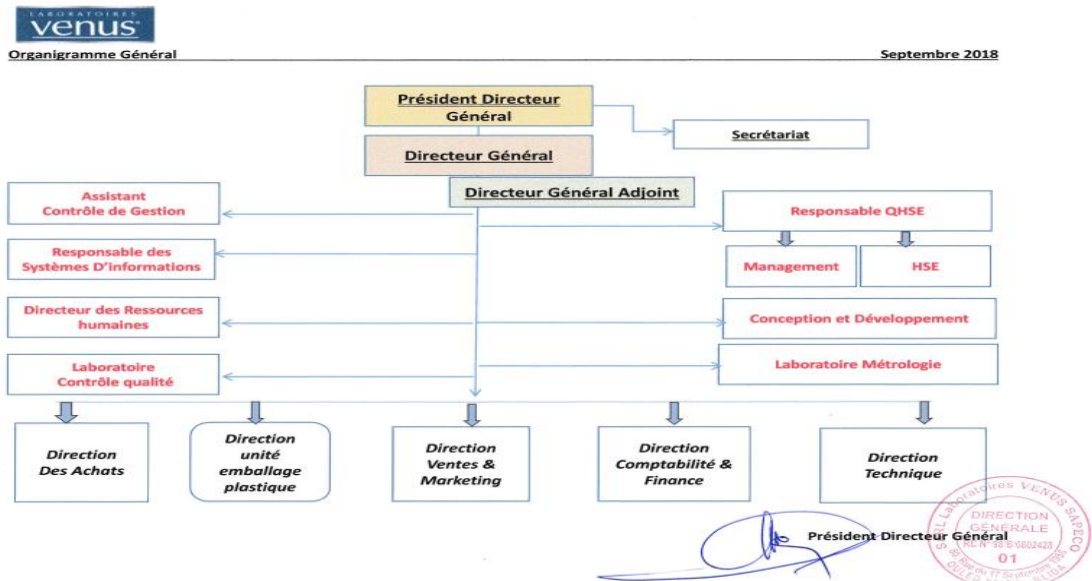 LABORATOIRES
venus
Organigramme Général
Septembre 2018
Président Directeur
Général
Secrétariat
Directeur Général
Directeur Général Adjoint
Assistant
Contrôle de Gestion
Responsable QHSE
Responsable des
Systèmes D'informations
Management
HSE
Directeur des Ressources
humaines
Conception et Développement
Laboratoire
Contrôle qualité
Laboratoire Métrologie
Direction
Des Achats
Direction
unité
emballage
plastique
Direction
Ventes &
Marketing
Direction
Comptabilité &
Finance
Direction
Technique
Président Directeur Général
Laboratoires VENUS SAPECO
DIRECTION
GÉNÉRALE
01